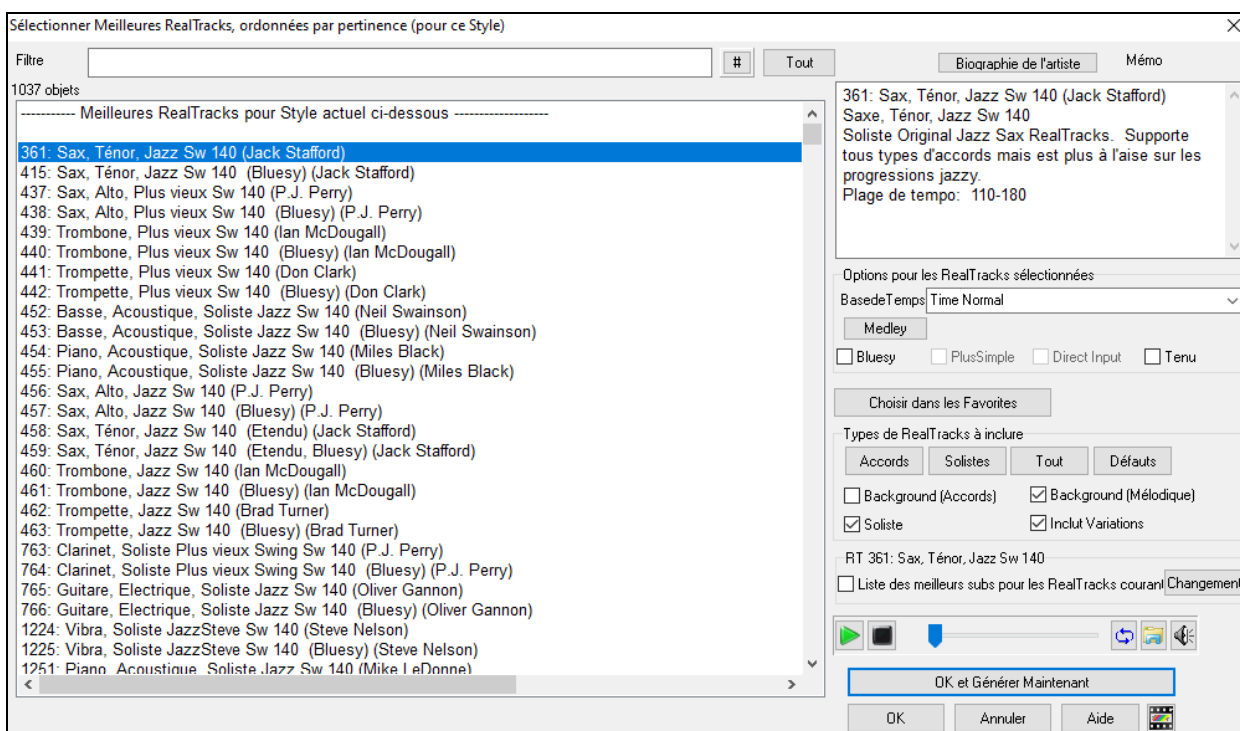 Sélectionner Meilleures RealTracks, ordonnées par pertinence (pour ce Style)
Filtre
#
Tout
Biographie de l'artiste
Mémo
1037 objets
----------- Meilleures RealTracks pour Style actuel ci-dessous -------------------
361: Sax, Ténor, Jazz Sw 140 (Jack Stafford)
415: Sax, Ténor, Jazz Sw 140 (Bluesy) (Jack Stafford)
437: Sax, Alto, Plus vieux Sw 140 (P.J. Perry)
438: Sax, Alto, Plus vieux Sw 140 (Bluesy) (P.J. Perry)
439: Trombone, Plus vieux Sw 140 (Ian McDougall)
440: Trombone, Plus vieux Sw 140 (Bluesy) (Ian McDougall)
441: Trompette, Plus vieux Sw 140 (Don Clark)
442: Trompette, Plus vieux Sw 140 (Bluesy) (Don Clark)
452: Basse, Acoustique, Soliste Jazz Sw 140 (Neil Swainson)
453: Basse, Acoustique, Soliste Jazz Sw 140 (Bluesy) (Neil Swainson)
454: Piano, Acoustique, Soliste Jazz Sw 140 (Miles Black)
455: Piano, Acoustique, Soliste Jazz Sw 140 (Bluesy) (Miles Black)
456: Sax, Alto, Jazz Sw 140 (P.J. Perry)
457: Sax, Alto, Jazz Sw 140 (Bluesy) (P.J. Perry)
458: Sax, Ténor, Jazz Sw 140 (Etendu) (Jack Stafford)
459: Sax, Ténor, Jazz Sw 140 (Etendu, Bluesy) (Jack Stafford)
460: Trombone, Jazz Sw 140 (Ian McDougall)
461: Trombone, Jazz Sw 140 (Bluesy) (Ian McDougall)
462: Trompette, Jazz Sw 140 (Brad Turner)
463: Trompette, Jazz Sw 140 (Bluesy) (Brad Turner)
763: Clarinet, Soliste Plus vieux Swing Sw 140 (P.J. Perry)
764: Clarinet, Soliste Plus vieux Swing Sw 140 (Bluesy) (P.J. Perry)
765: Guitare, Electrique, Soliste Jazz Sw 140 (Oliver Gannon)
766: Guitare, Electrique, Soliste Jazz Sw 140 (Bluesy) (Oliver Gannon)
1224: Vibra, Soliste JazzSteve Sw 140 (Steve Nelson)
1225: Vibra, Soliste JazzSteve Sw 140 (Bluesy) (Steve Nelson)
1251: Piano, Acoustique, Soliste Jazz Sw 140 (Mike LeDonne)
361: Sax, Ténor, Jazz Sw 140 (Jack Stafford)
Saxe, Ténor, Jazz Sw 140
Soliste Original Jazz Sax RealTracks. Supporte
tous types d'accords mais est plus à l'aise sur les
progressions jazzy.
Plage de tempo: 110-180
Options pour les RealTracks sélectionnées
BasedeTemps Time Normal
Medley
Bluesy PlusSimple Direct Input Tenu
Choisir dans les Favorites
Types de RealTracks à inclure
Accords Solistes Tout Défauts
Background (Accords) Background (Mélodique)
Soliste Inclut Variations
RT 361: Sax, Ténor, Jazz Sw 140
Liste des meilleurs subs pour les RealTracks courant Changement
OK et Générer Maintenant
OK Annuler Aide